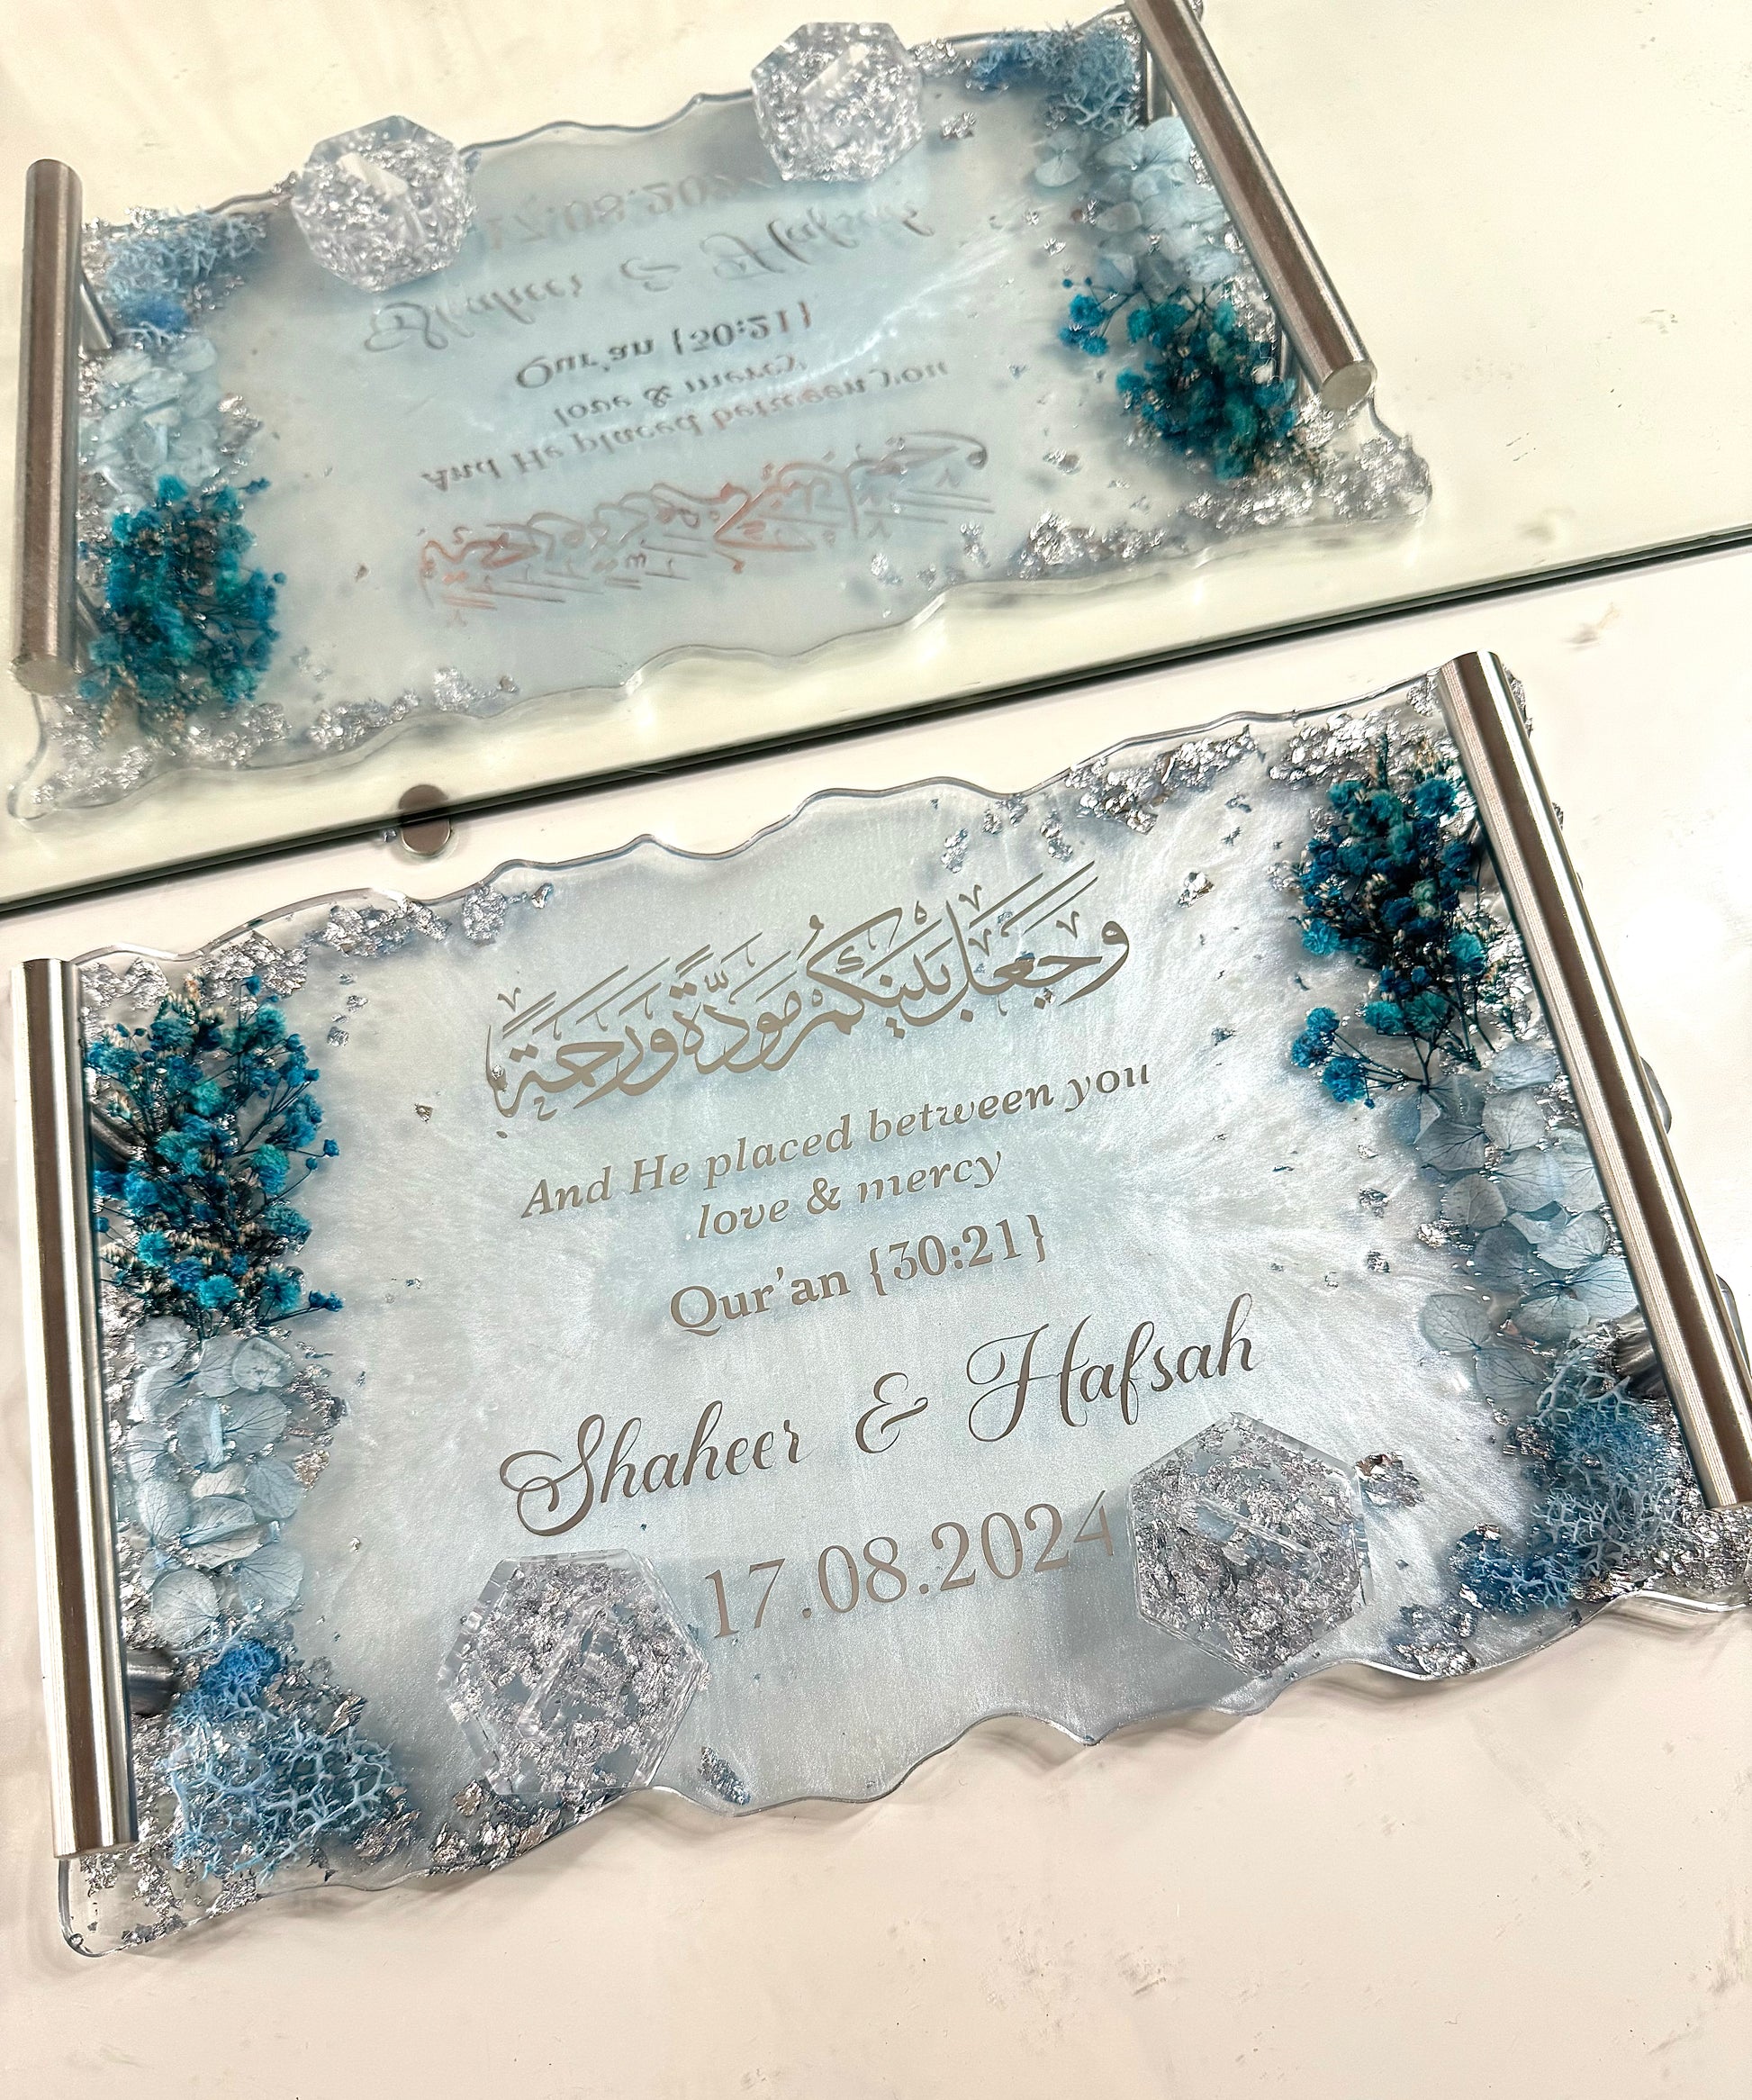 وجعل بينكم مودة ورحمة
And He placed between you
love & mercy
Qur'an {30:21}
Shaheer & Hafsah
17.08.2024